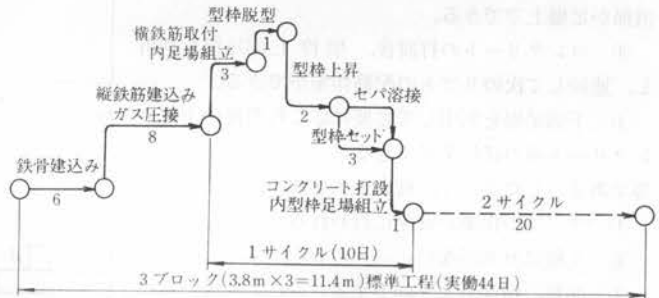 型枠脱型
1
横鉄筋取付
内足場組立
3
型枠上昇
2
セパ溶接
縦鉄筋建込み
ガス圧接
8
型枠セット
3
鉄骨建込み
6
コンクリート打設
内型枠足場組立
1
2サイクル
20
1サイクル(10日)
3ブロック(3.8m×3=11.4m)標準工程(実働44日)